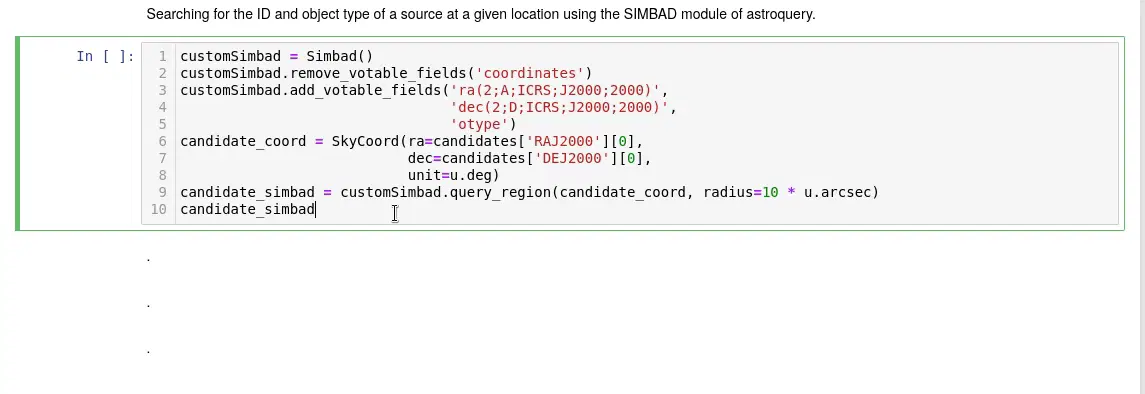 Searching for the ID and object type of a source at a given location using the SIMBAD module of astroquery.
In [ ]:
1 customSimbad = Simbad()
2 customSimbad.remove_votable_fields('coordinates')
3 customSimbad.add_votable_fields('ra(2;A;ICRS;J2000;2000)',
4                                 'dec(2;D;ICRS;J2000;2000)',
5                                 'otype')
6 candidate_coord = SkyCoord(ra=candidates['RAJ2000'][0],
7                            dec=candidates['DEJ2000'][0],
8                            unit=u.deg)
9 candidate_simbad = customSimbad.query_region(candidate_coord, radius=10 * u.arcsec)
10 candidate_simbad
.
.
.